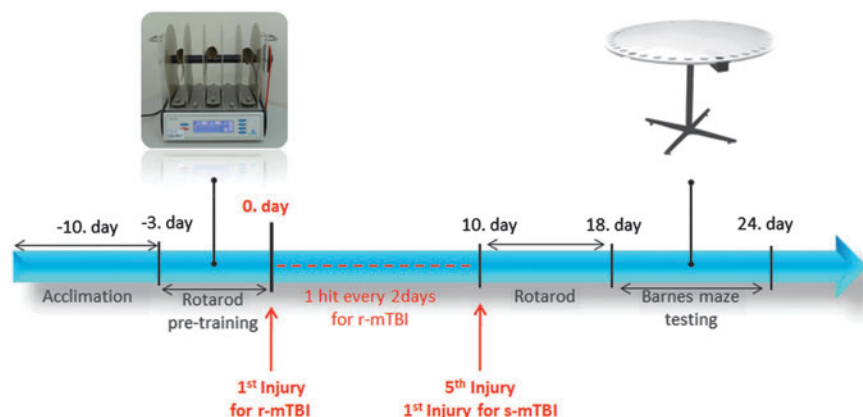 -10. day
-3. day
0. day
10. day
18. day
24. day
Acclimation
Rotarod
pre-training
1 hit every 2days
for r-mTBI
Rotarod
Barnes maze
testing
1st Injury
for r-mTBI
5th Injury
1st Injury for s-mTBI